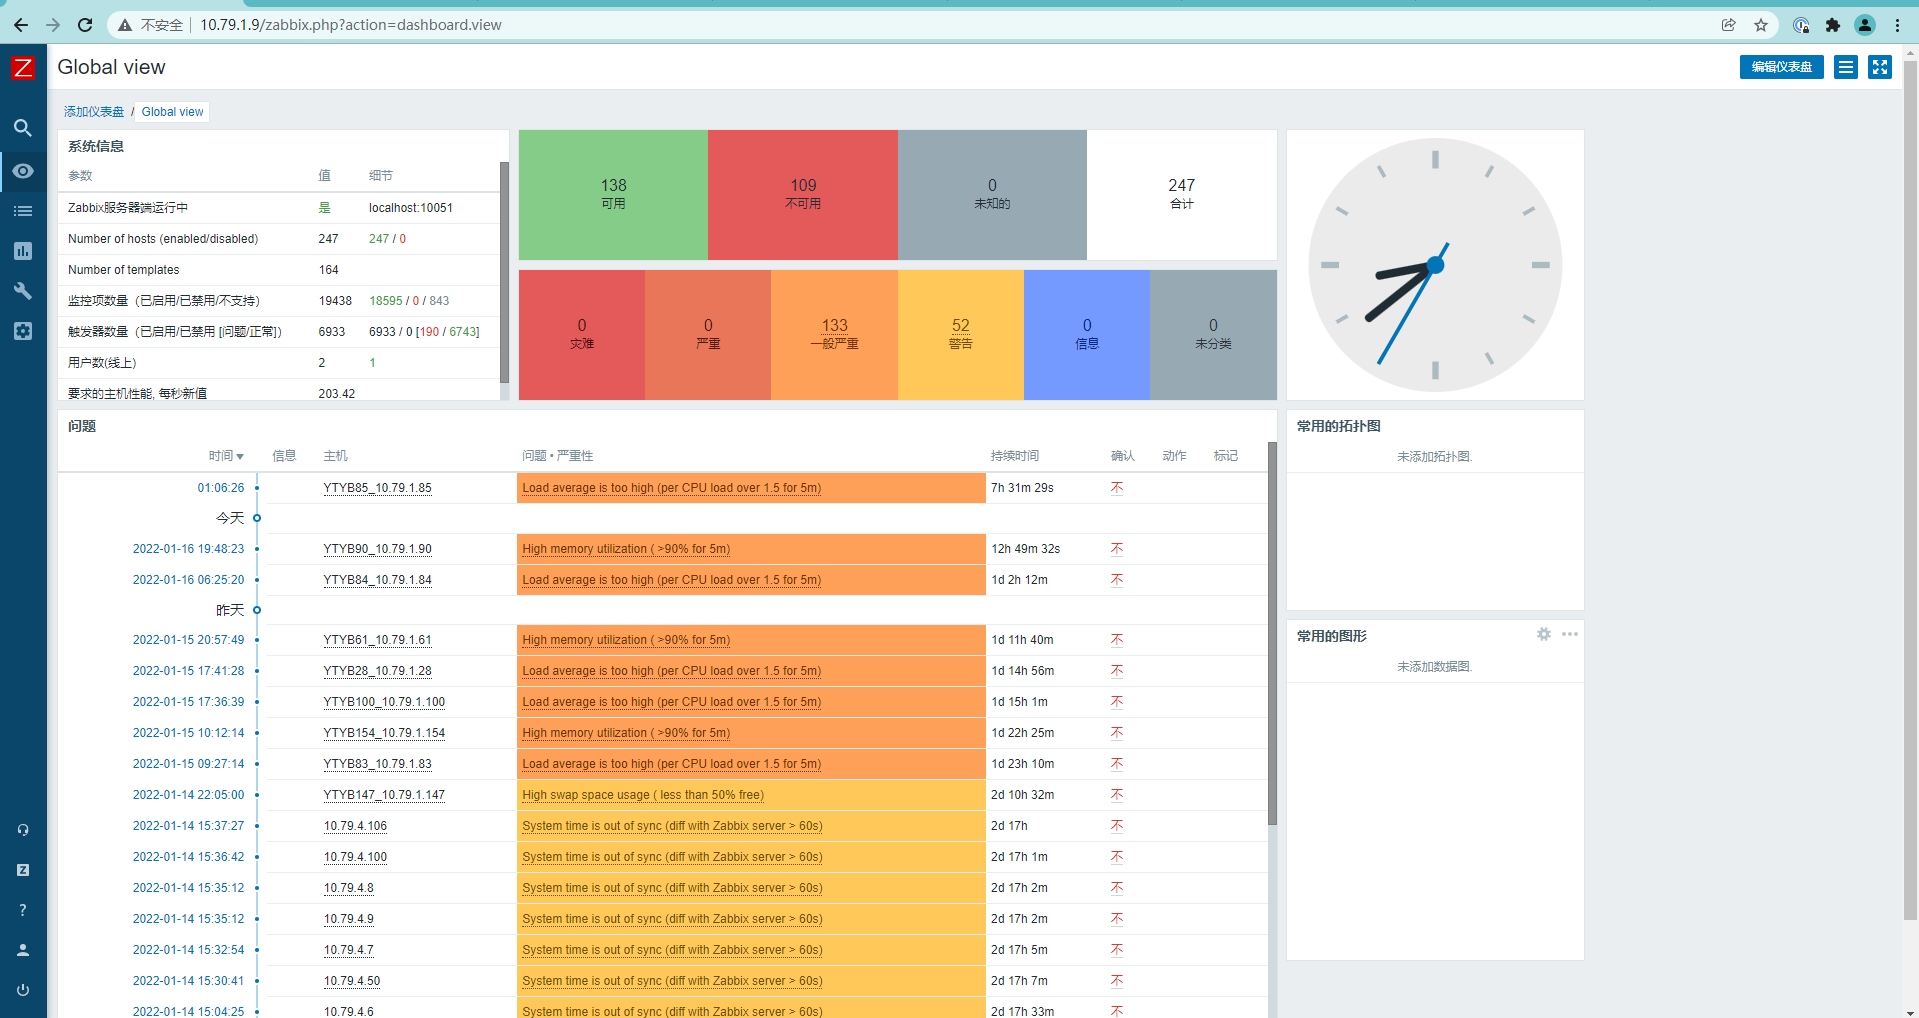 不安全 10.79.1.9/zabbix.php?action=dashboard.view
Z Global view 编辑仪表盘
添加仪表盘 / Global view
系统信息
参数 值 细节
Zabbix服务器端运行中 是 localhost:10051
Number of hosts (enabled/disabled) 247 247 / 0
Number of templates 164
监控项数量（已启用/已禁用/不支持） 19438 18595 / 0 / 843
触发器数量（已启用/已禁用 [问题/正常]） 6933 6933 / 0 [190 / 6743]
用户数(线上) 2 1
要求的主机性能, 每秒新值 203.42
138 109 0 247
可用 不可用 未知的 合计
0 0 133 52 0 0
灾难 严重 一般严重 警告 信息 未分类
问题
时间 信息 主机 问题 • 严重性 持续时间 确认 动作 标记
01:06:26 YTYB85_10.79.1.85 Load average is too high (per CPU load over 1.5 for 5m) 7h 31m 29s 不
今天
2022-01-16 19:48:23 YTYB90_10.79.1.90 High memory utilization ( >90% for 5m) 12h 49m 32s 不
2022-01-16 06:25:20 YTYB84_10.79.1.84 Load average is too high (per CPU load over 1.5 for 5m) 1d 2h 12m 不
昨天
2022-01-15 20:57:49 YTYB61_10.79.1.61 High memory utilization ( >90% for 5m) 1d 11h 40m 不
2022-01-15 17:41:28 YTYB28_10.79.1.28 Load average is too high (per CPU load over 1.5 for 5m) 1d 14h 56m 不
2022-01-15 17:36:39 YTYB100_10.79.1.100 Load average is too high (per CPU load over 1.5 for 5m) 1d 15h 1m 不
2022-01-15 10:12:14 YTYB154_10.79.1.154 High memory utilization ( >90% for 5m) 1d 22h 25m 不
2022-01-15 09:27:14 YTYB83_10.79.1.83 Load average is too high (per CPU load over 1.5 for 5m) 1d 23h 10m 不
2022-01-14 22:05:00 YTYB147_10.79.1.147 High swap space usage ( less than 50% free) 2d 10h 32m 不
2022-01-14 15:37:27 10.79.4.106 System time is out of sync (diff with Zabbix server > 60s) 2d 17h 不
2022-01-14 15:36:42 10.79.4.100 System time is out of sync (diff with Zabbix server > 60s) 2d 17h 1m 不
2022-01-14 15:35:12 10.79.4.8 System time is out of sync (diff with Zabbix server > 60s) 2d 17h 2m 不
2022-01-14 15:35:12 10.79.4.9 System time is out of sync (diff with Zabbix server > 60s) 2d 17h 2m 不
2022-01-14 15:32:54 10.79.4.7 System time is out of sync (diff with Zabbix server > 60s) 2d 17h 5m 不
2022-01-14 15:30:41 10.79.4.50 System time is out of sync (diff with Zabbix server > 60s) 2d 17h 7m 不
2022-01-14 15:04:25 10.79.4.6 System time is out of sync (diff with Zabbix server > 60s) 2d 17h 33m 不
常用的拓扑图
未添加拓扑图.
常用的图形
未添加数据图.
Z
?